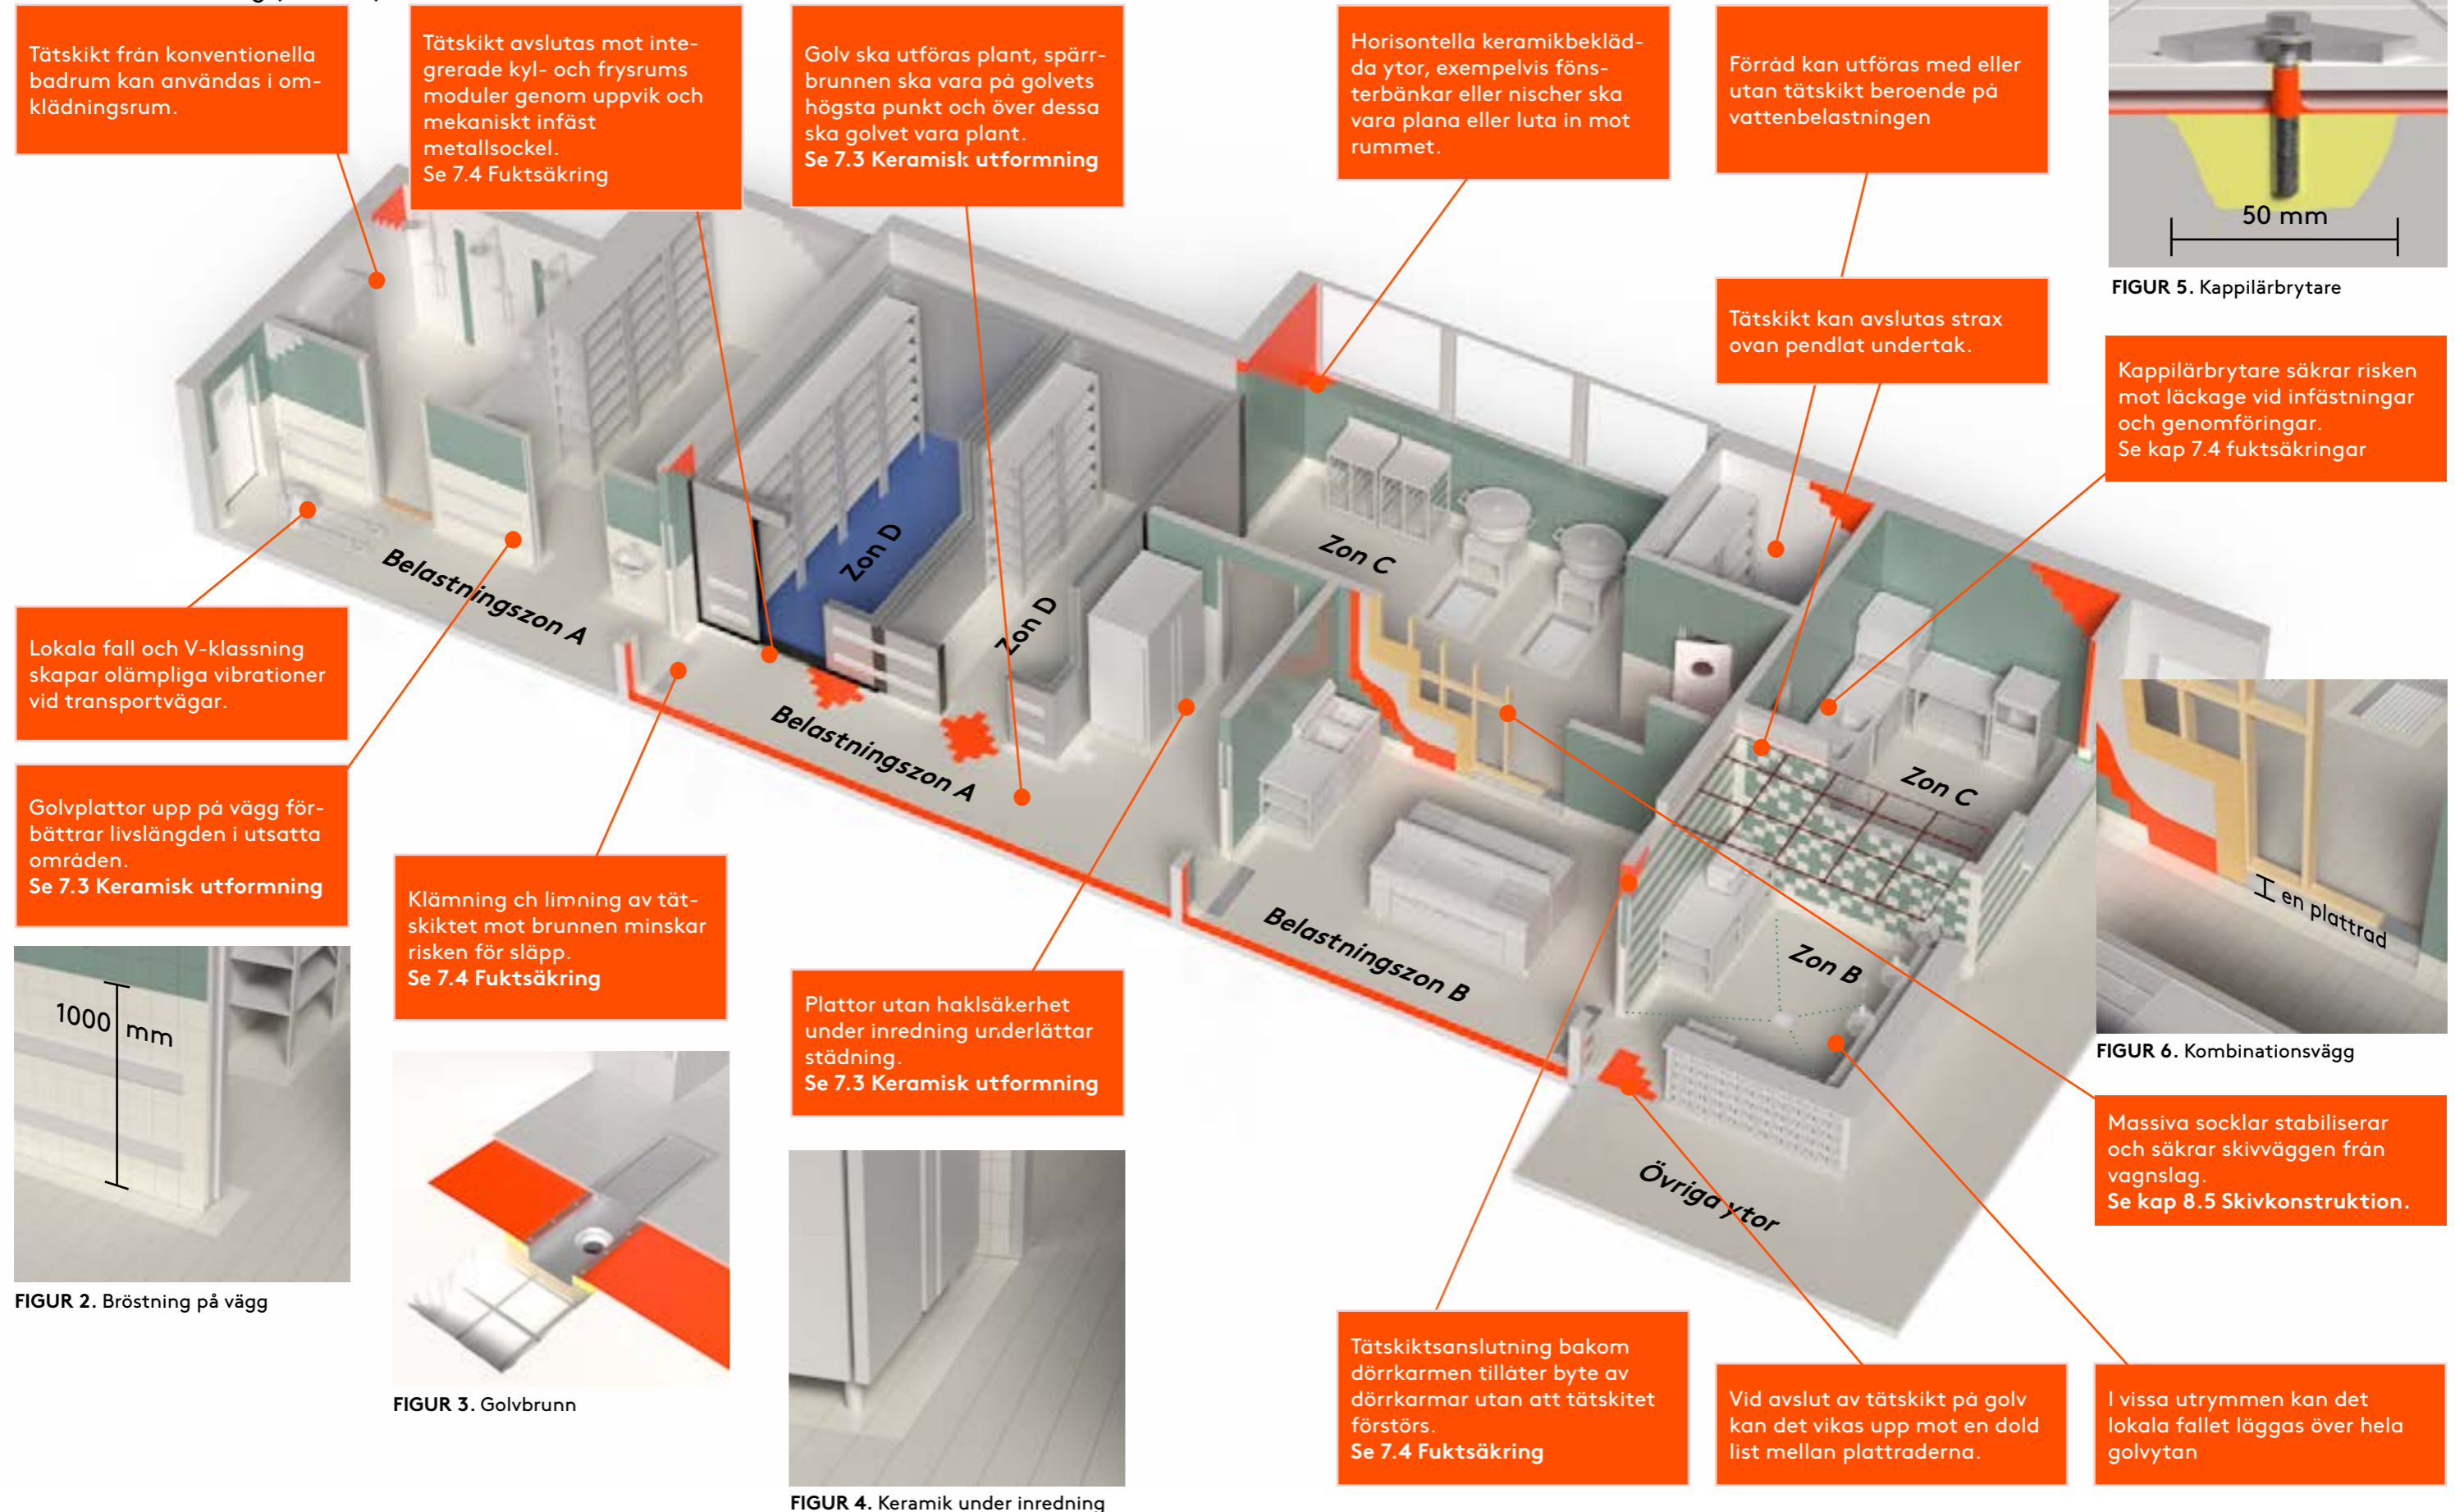 Tätskikt från konventionella
badrum kan användas i om-
klädningsrum.
Tätskikt avslutas mot inte-
grerade kyl- och frysrums
moduler genom uppvik och
mekaniskt infäst
metallsockel.
Se 7.4 Fuktsäkring
Golv ska utföras plant, spärr-
brunnen ska vara på golvets
högsta punkt och över dessa
ska golvet vara plant.
Se 7.3 Keramisk utformning
Horisontella keramikbekläd-
da ytor, exempelvis föns-
terbänkar eller nischer ska
vara plana eller luta in mot
rummet.
Förråd kan utföras med eller
utan tätskikt beroende på
vattenbelastningen
50 mm
FIGUR 5. Kappilärbrytare
Tätskikt kan avslutas strax
ovan pendlat undertak.
Kappilärbrytare säkrar risken
mot läckage vid infästningar
och genomföringar.
Se kap 7.4 fuktsäkringar
Belastningszon A
Zon D
Zon D
Zon C
Belastningszon A
Zon C
Belastningszon B
Zon B
Övriga ytor
Lokala fall och V-klassning
skapar olämpliga vibrationer
vid transportvägar.
Golvplattor upp på vägg för-
bättrar livslängden i utsatta
områden.
Se 7.3 Keramisk utformning
1000 mm
FIGUR 2. Bröstning på vägg
Klämning ch limning av tät-
skiktet mot brunnen minskar
risken för släpp.
Se 7.4 Fuktsäkring
FIGUR 3. Golvbrunn
Plattor utan haklsäkerhet
under inredning underlättar
städning.
Se 7.3 Keramisk utformning
FIGUR 4. Keramik under inredning
en plattrad
FIGUR 6. Kombinationsvägg
Massiva socklar stabiliserar
och säkrar skivväggen från
vagnslag.
Se kap 8.5 Skivkonstruktion.
Tätskiktsanslutning bakom
dörrkarmen tillåter byte av
dörrkarmar utan att tätskitet
förstörs.
Se 7.4 Fuktsäkring
Vid avslut av tätskikt på golv
kan det vikas upp mot en dold
list mellan plattraderna.
I vissa utrymmen kan det
lokala fallet läggas över hela
golvytan